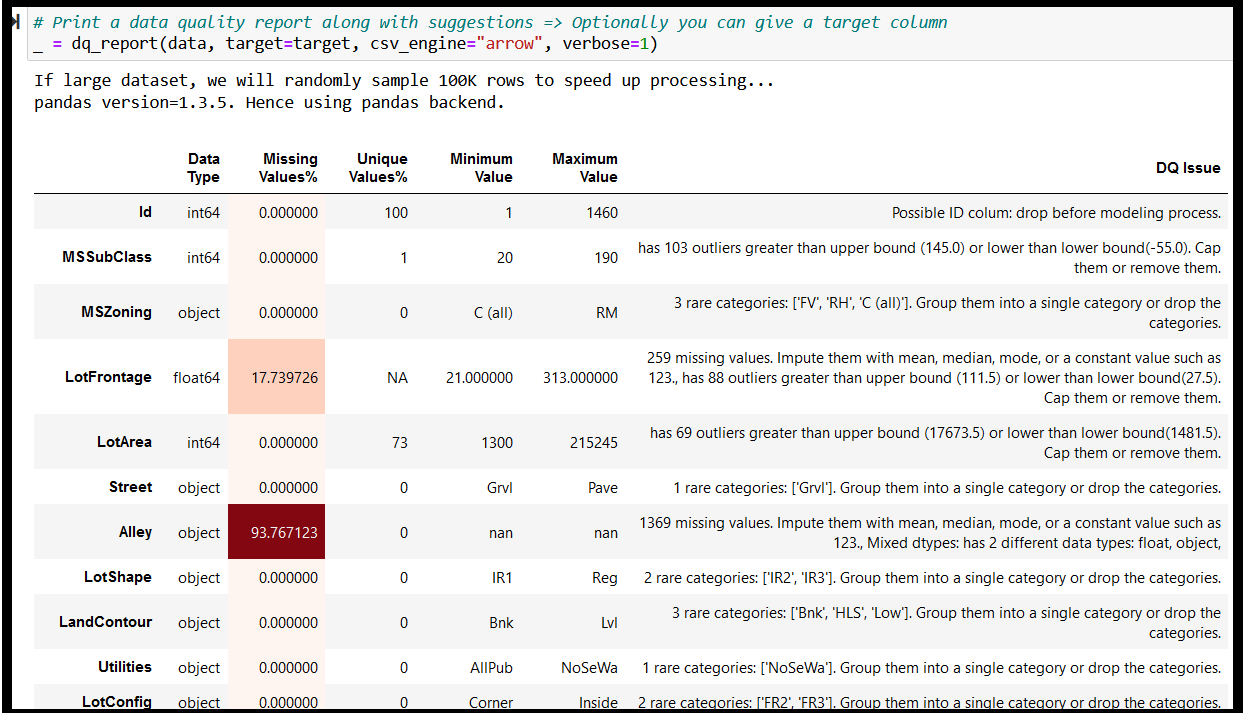 # Print a data quality report along with suggestions => Optionally you can give a target column
_ = dq_report(data, target=target, csv_engine="arrow", verbose=1)
If large dataset, we will randomly sample 100K rows to speed up processing...
pandas version=1.3.5. Hence using pandas backend.
Data Type Missing Values% Unique Values% Minimum Value Maximum Value DQ Issue
Id int64 0.000000 100 1 1460 Possible ID colum: drop before modeling process.
MSSubClass int64 0.000000 1 20 190 has 103 outliers greater than upper bound (145.0) or lower than lower bound(-55.0). Cap
them or remove them.
MSZoning object 0.000000 0 C (all) RM 3 rare categories: ['FV', 'RH', 'C (all)']. Group them into a single category or drop the
categories.
LotFrontage float64 17.739726 NA 21.000000 313.000000 259 missing values. Impute them with mean, median, mode, or a constant value such as
123., has 88 outliers greater than upper bound (111.5) or lower than lower bound(27.5).
Cap them or remove them.
LotArea int64 0.000000 73 1300 215245 has 69 outliers greater than upper bound (17673.5) or lower than lower bound(1481.5).
Cap them or remove them.
Street object 0.000000 0 Grvl Pave 1 rare categories: ['Grvl']. Group them into a single category or drop the categories.
Alley object 93.767123 0 nan nan 1369 missing values. Impute them with mean, median, mode, or a constant value such as
123., Mixed dtypes: has 2 different data types: float, object,
LotShape object 0.000000 0 IR1 Reg 2 rare categories: ['IR2', 'IR3']. Group them into a single category or drop the categories.
LandContour object 0.000000 0 Bnk Lvl 3 rare categories: ['Bnk', 'HLS', 'Low']. Group them into a single category or drop the
categories.
Utilities object 0.000000 0 AllPub NoSeWa 1 rare categories: ['NoSeWa']. Group them into a single category or drop the categories.
LotConfig object 0.000000 0 Corner Inside 2 rare categories: ['FR2', 'FR3']. Group them into a single category or drop the categories.